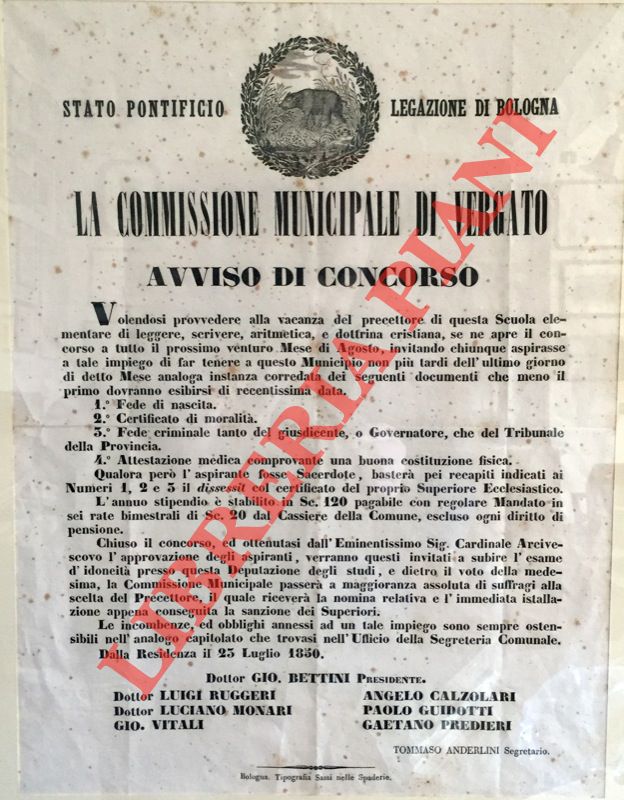 STATO PONTIFICIO LEGAZIONE DI BOLOGNA
LA COMMISSIONE MUNICIPALE DI VERGATO
AVVISO DI CONCORSO
Volendosi provvedere alla vacanza del precettore di questa Scuola ele-
mentare di leggere, scrivere, aritmetica, e dottrina cristiana, se ne apre il con-
corso a tutto il prossimo venturo Mese di Agosto, invitando chiunque aspirasse
a tale impiego di far tenere a questo Municipio non più tardi dell'ultimo giorno
di detto Mese analoga instanza corredata dei seguenti documenti che meno il
primo dovranno esibirsi di recentissima data.
1.° Fede di nascita.
2.° Certificato di moralità.
3.° Fede criminale tanto del giusdicente, o Governatore, che del Tribunale
della Provincia.
4.° Attestazione medica comprovante una buona costituzione fisica.
Qualora però l'aspirante fosse Sacerdote, basterà pei recapiti indicati ai
Numeri 1, 2 e 3 il dissessit col certificato del proprio Superiore Ecclesiastico.
L'annuo stipendio è stabilito in Sc. 120 pagabile con regolare Mandato in
sei rate bimestrali di Sc. 20 dal Cassiere della Comune, escluso ogni diritto di
pensione.
Chiuso il concorso, ed ottenutasi dall'Eminentissimo Sig. Cardinale Arcive-
scovo l'approvazione degli aspiranti, verranno questi invitati a subire l'esame
d'idoneità presso questa Deputazione degli studi, e dietro il voto della mede-
sima, la Commissione Municipale passerà a maggioranza assoluta di suffragi alla
scelta del Precettore, il quale riceverà la nomina relativa e l'immediata istalla-
zione appena conseguita la sanzione dei Superiori.
Le incombenze, ed obblighi annessi ad un tale impiego sono sempre osten-
sibili nell'analogo capitolato che trovasi nell'Ufficio della Segreteria Comunale.
Dalla Residenza il 23 Luglio 1850.
Dottor GIO. BETTINI PRESIDENTE.
Dottor LUIGI RUGGERI ANGELO CALZOLARI
Dottor LUCIANO MONARI PAOLO GUIDOTTI
GIO. VITALI GAETANO PREDIERI
TOMMASO ANDERLINI Segretario.
Bologna. Tipografia Sassi nelle Spaderie.
LIBRERIA PIANI